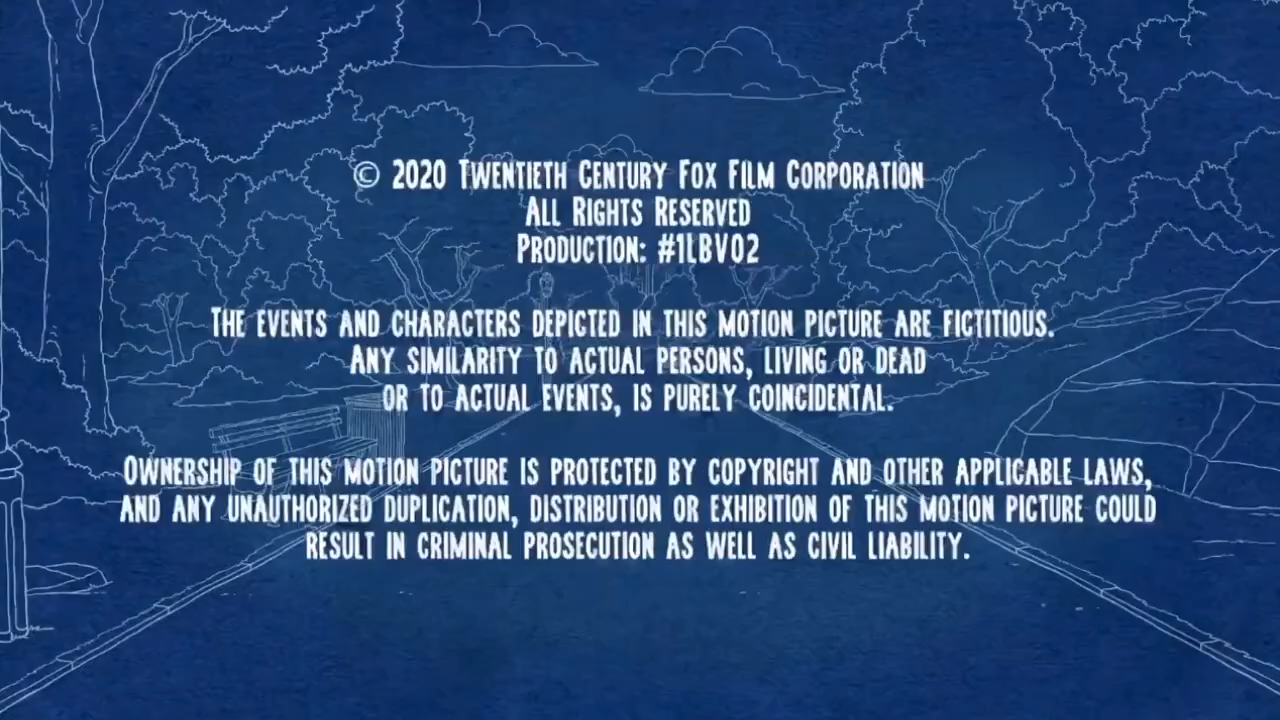 © 2020 Twentieth Century Fox Film Corporation
All Rights Reserved
Production: #1LBV02
The events and characters depicted in this motion picture are fictitious.
Any similarity to actual persons, living or dead
or to actual events, is purely coincidental.
Ownership of this motion picture is protected by copyright and other applicable laws,
and any unauthorized duplication, distribution or exhibition of this motion picture could
result in criminal prosecution as well as civil liability.